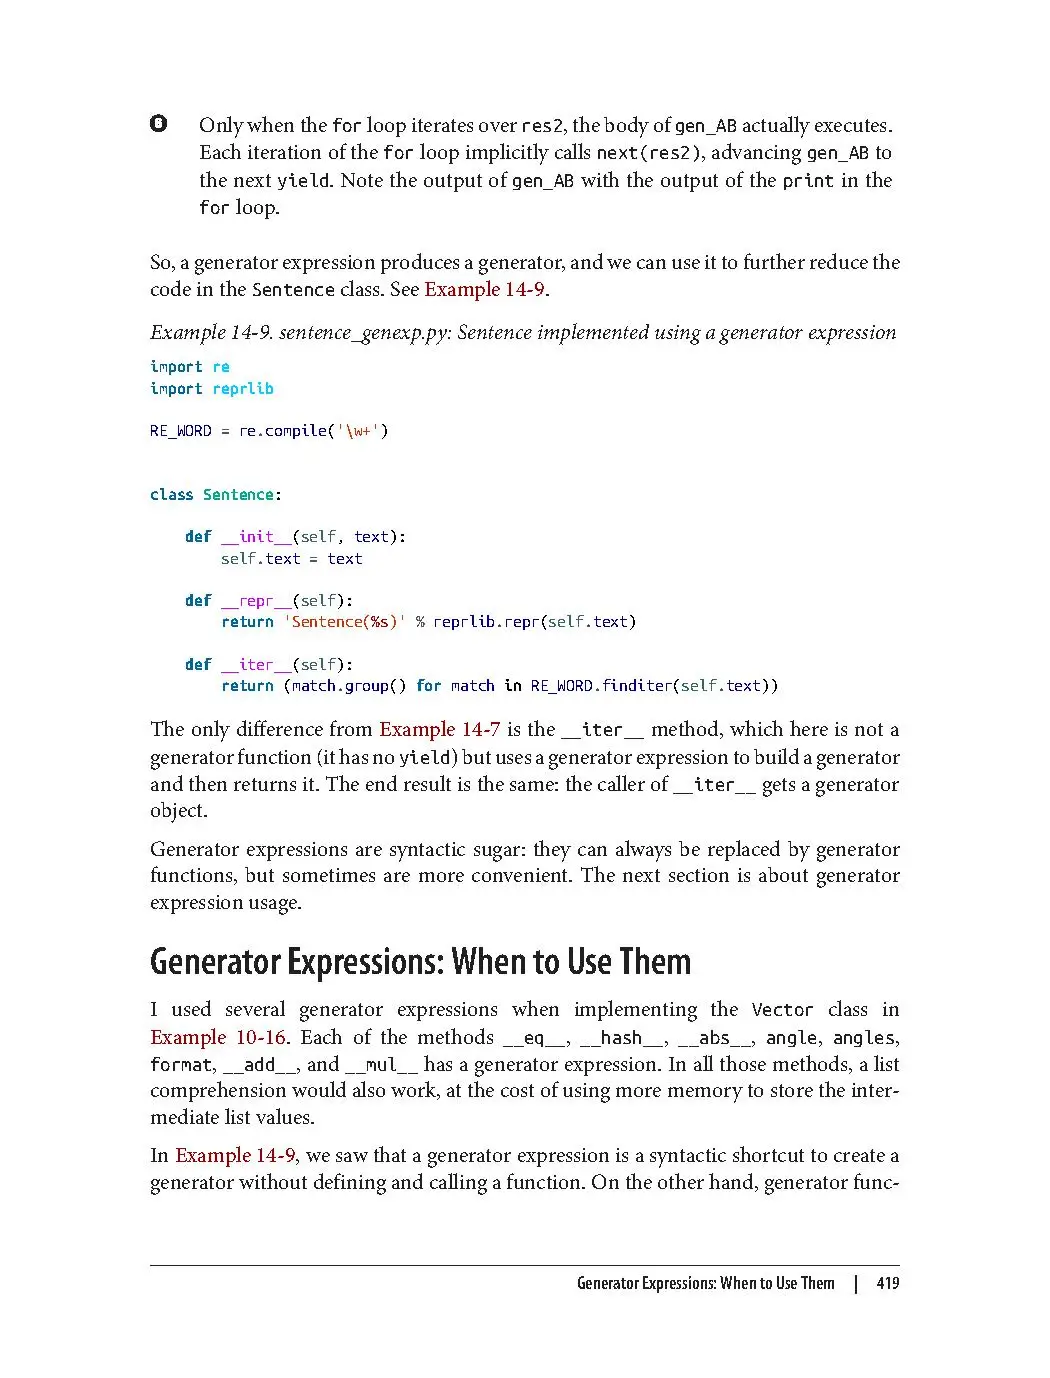 ❻ Only when the for loop iterates over res2, the body of gen_AB actually executes.
Each iteration of the for loop implicitly calls next(res2), advancing gen_AB to
the next yield. Note the output of gen_AB with the output of the print in the
for loop.
So, a generator expression produces a generator, and we can use it to further reduce the
code in the Sentence class. See Example 14-9.
Example 14-9. sentence_genexp.py: Sentence implemented using a generator expression
import re
import reprlib
RE_WORD = re.compile('\w+')
class Sentence:
    def __init__(self, text):
        self.text = text
    def __repr__(self):
        return 'Sentence(%s)' % reprlib.repr(self.text)
    def __iter__(self):
        return (match.group() for match in RE_WORD.finditer(self.text))
The only difference from Example 14-7 is the __iter__ method, which here is not a
generator function (it has no yield) but uses a generator expression to build a generator
and then returns it. The end result is the same: the caller of __iter__ gets a generator
object.
Generator expressions are syntactic sugar: they can always be replaced by generator
functions, but sometimes are more convenient. The next section is about generator
expression usage.
Generator Expressions: When to Use Them
I used several generator expressions when implementing the Vector class in
Example 10-16. Each of the methods __eq__, __hash__, __abs__, angle, angles,
format, __add__, and __mul__ has a generator expression. In all those methods, a list
comprehension would also work, at the cost of using more memory to store the inter-
mediate list values.
In Example 14-9, we saw that a generator expression is a syntactic shortcut to create a
generator without defining and calling a function. On the other hand, generator func-
Generator Expressions: When to Use Them | 419